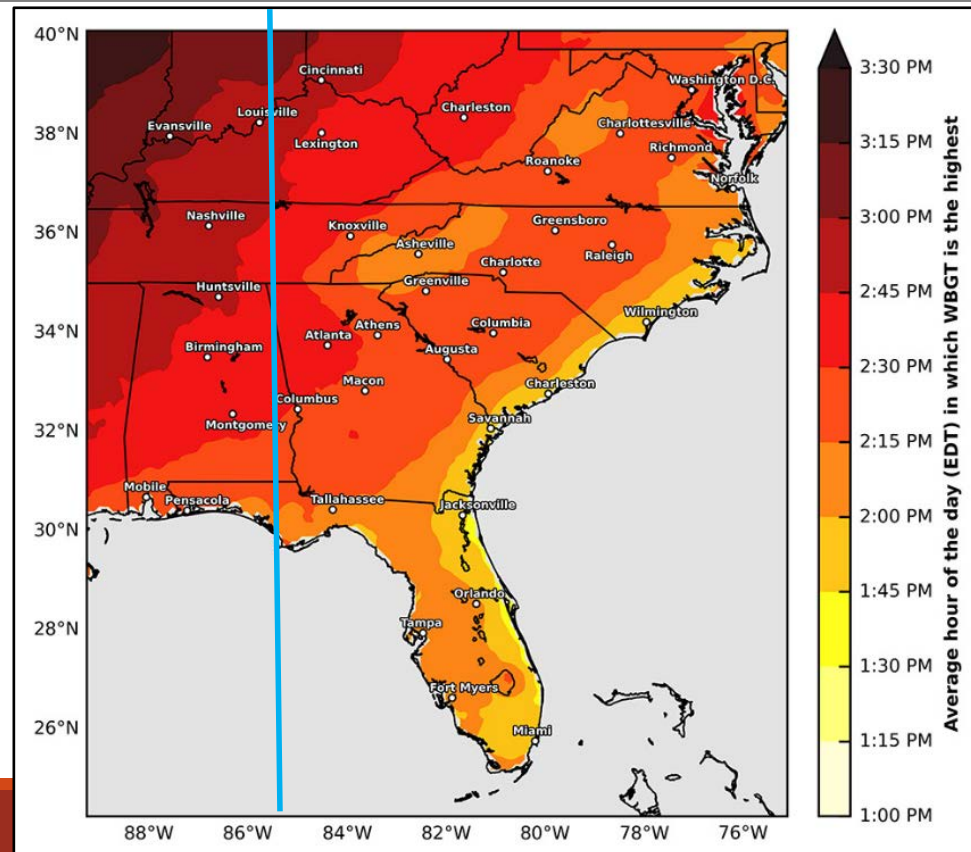 40°N
38°N
36°N
34°N
32°N
30°N
28°N
26°N
88°W
86°W
84°W
82°W
80°W
78°W
76°W
Cincinnati
Washington D.C.
Louisville
Charleston
Evansville
Charlottesville
Lexington
Richmond
Roanoke
Norfolk
Nashville
Greensboro
Knoxville
Asheville
Raleigh
Charlotte
Greenville
Huntsville
Wilmington
Athens
Columbia
Atlanta
Birmingham
Augusta
Macon
Charleston
Columbus
Savannah
Montgomery
Mobile
Pensacola
Tallahassee
Jacksonville
Orlando
Tampa
Fort Myers
Miami
3:30 PM
3:15 PM
3:00 PM
2:45 PM
2:30 PM
2:15 PM
2:00 PM
1:45 PM
1:30 PM
1:15 PM
1:00 PM
Average hour of the day (EDT) in which WBGT is the highest